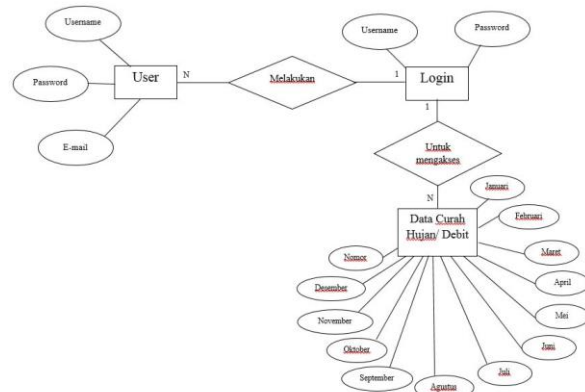 Username
Password
E-mail
User
N
Melakukan
1
Username
Password
Login
1
Untuk
mengakses
N
Data Curah
Hujan/ Debit
Januari
Februari
Maret
April
Mei
Juni
Juli
Agustus
September
Oktober
November
Desember
Nomor